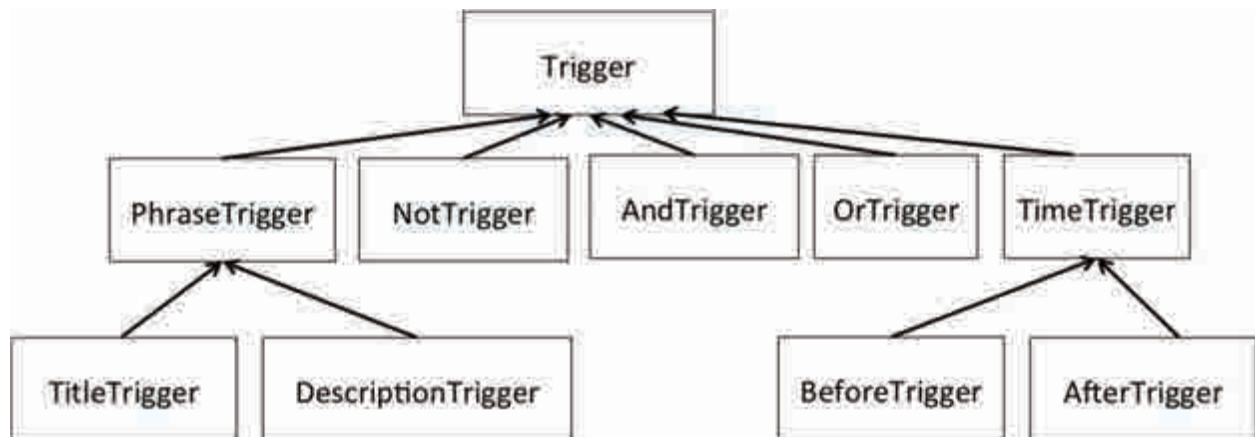 Trigger
PhraseTrigger
NotTrigger
AndTrigger
OrTrigger
TimeTrigger
TitleTrigger
DescriptionTrigger
BeforeTrigger
AfterTrigger